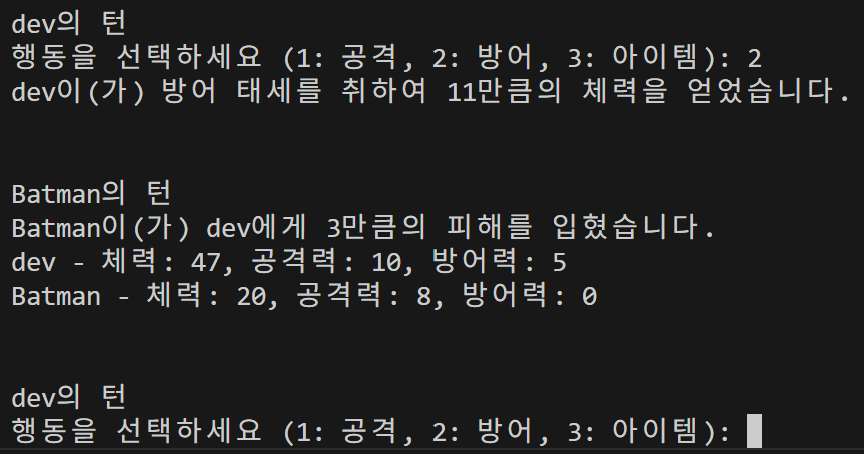 dev의 턴
행동을 선택하세요 (1: 공격, 2: 방어, 3: 아이템): 2
dev이(가) 방어 태세를 취하여 11만큼의 체력을 얻었습니다.
Batman의 턴
Batman이(가) dev에게 3만큼의 피해를 입혔습니다.
dev - 체력: 47, 공격력: 10, 방어력: 5
Batman - 체력: 20, 공격력: 8, 방어력: 0
dev의 턴
행동을 선택하세요 (1: 공격, 2: 방어, 3: 아이템):